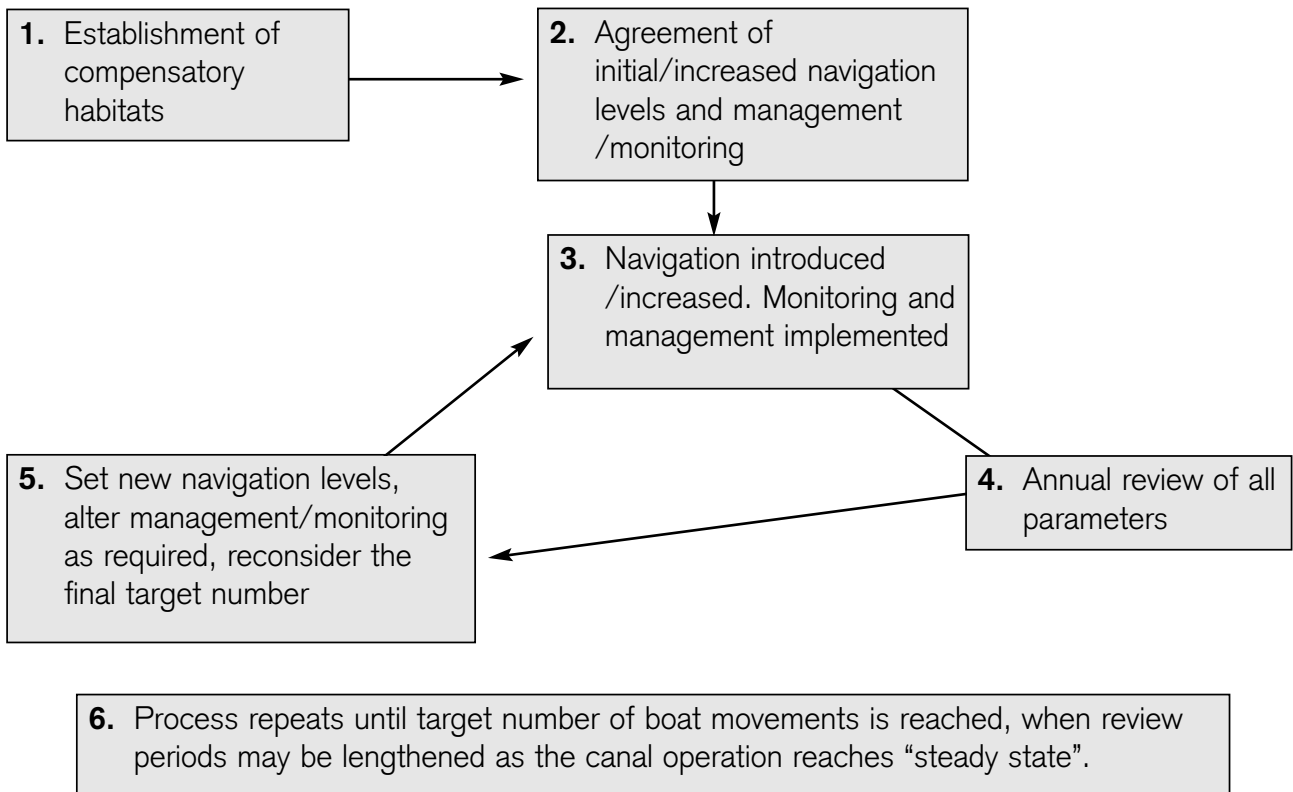 1. Establishment of
compensatory
habitats
2. Agreement of
initial/increased navigation
levels and management
/monitoring
3. Navigation introduced
/increased. Monitoring and
management implemented
4. Annual review of all
parameters
5. Set new navigation levels,
alter management/monitoring
as required, reconsider the
final target number
6. Process repeats until target number of boat movements is reached, when review
periods may be lengthened as the canal operation reaches “steady state”.